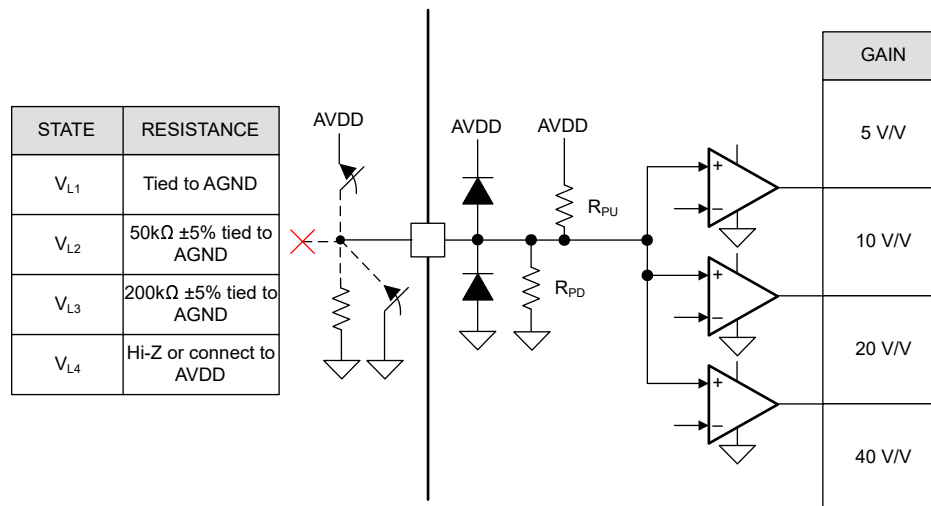 GAIN
STATE RESISTANCE
V_L1 Tied to AGND
V_L2 50kΩ ±5% tied to
AGND
V_L3 200kΩ ±5% tied to
AGND
V_L4 Hi-Z or connect to
AVDD
AVDD
AVDD
AVDD
R_PU
R_PD
+
−
+
−
+
−
5 V/V
10 V/V
20 V/V
40 V/V